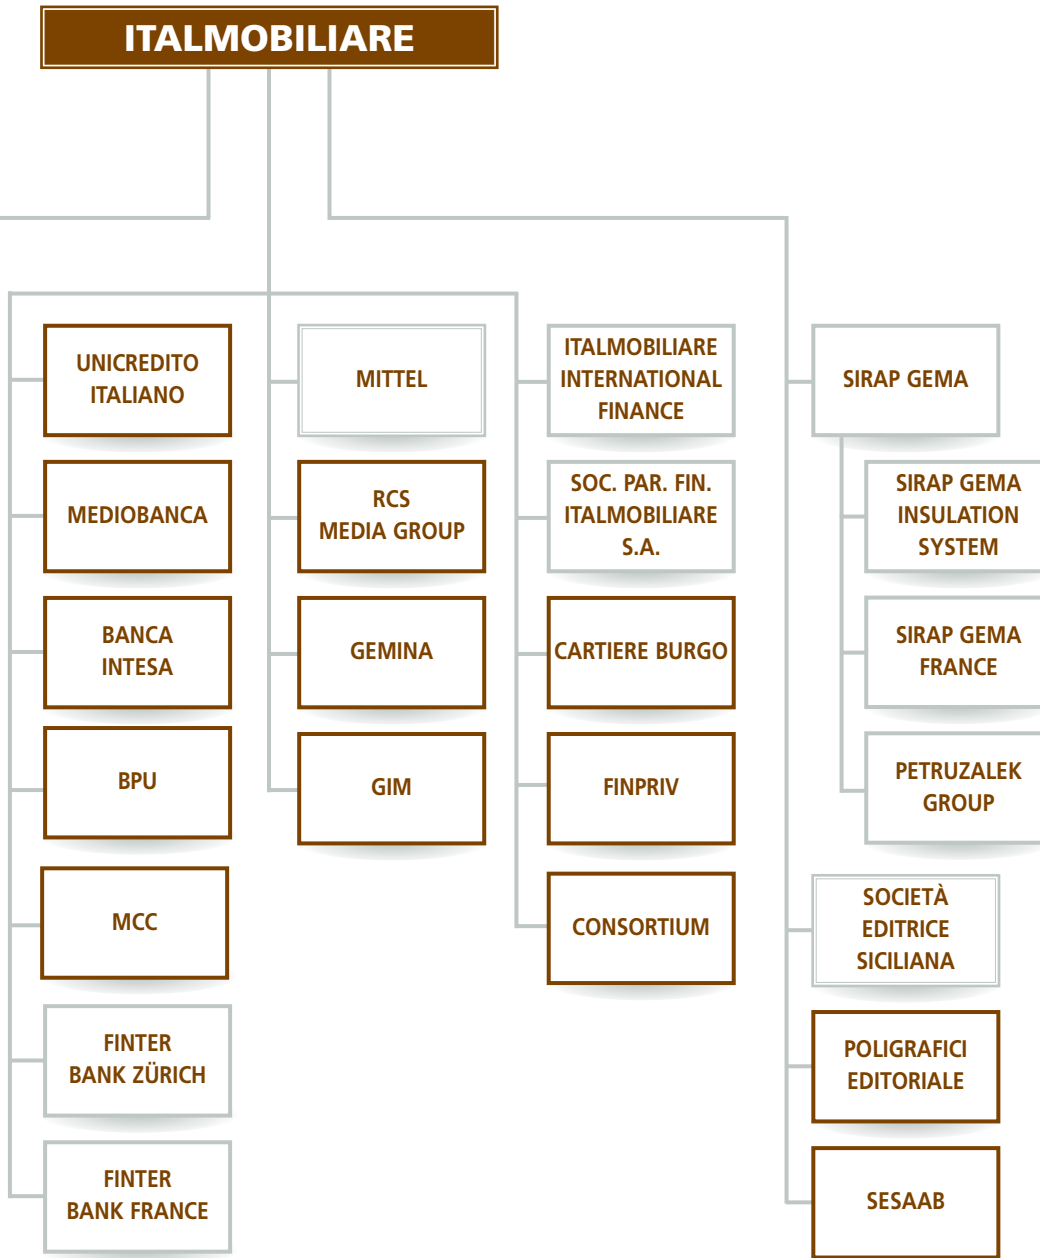 ITALMOBILIARE
UNICREDITO
ITALIANO
MEDIOBANCA
BANCA
INTESA
BPU
MCC
FINTER
BANK ZÜRICH
FINTER
BANK FRANCE
MITTEL
RCS
MEDIA GROUP
GEMINA
GIM
ITALMOBILIARE
INTERNATIONAL
FINANCE
SOC. PAR. FIN.
ITALMOBILIARE
S.A.
CARTIERE BURGO
FINPRIV
CONSORTIUM
SIRAP GEMA
SIRAP GEMA
INSULATION
SYSTEM
SIRAP GEMA
FRANCE
PETRUZALEK
GROUP
SOCIETÀ
EDITRICE
SICILIANA
POLIGRAFICI
EDITORIALE
SESAAB